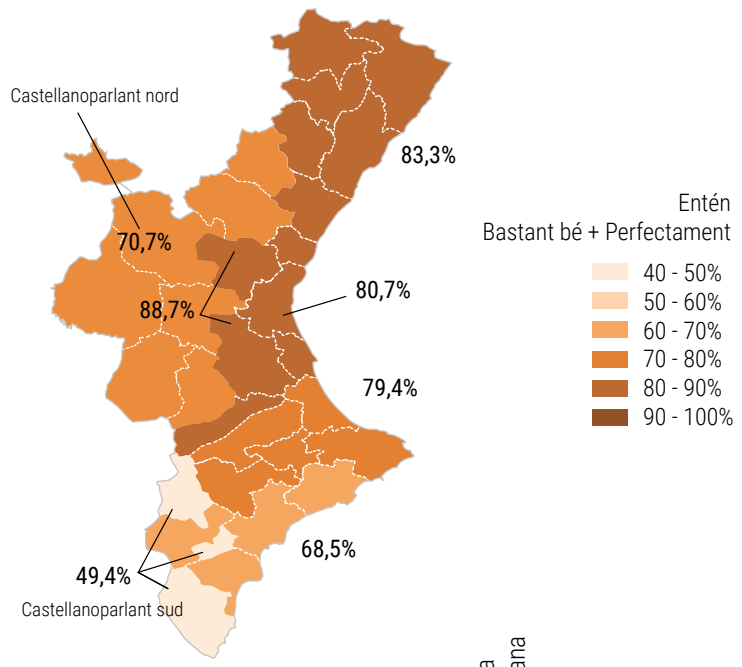 Castellanoparlant nord
83,3%
Entén
Bastant bé + Perfectament
70,7%
40 - 50%
80,7%
50 - 60%
88,7%
60 - 70%
70 - 80%
79,4%
80 - 90%
90 - 100%
68,5%
49,4%
Castellanoparlant sud
a
ana